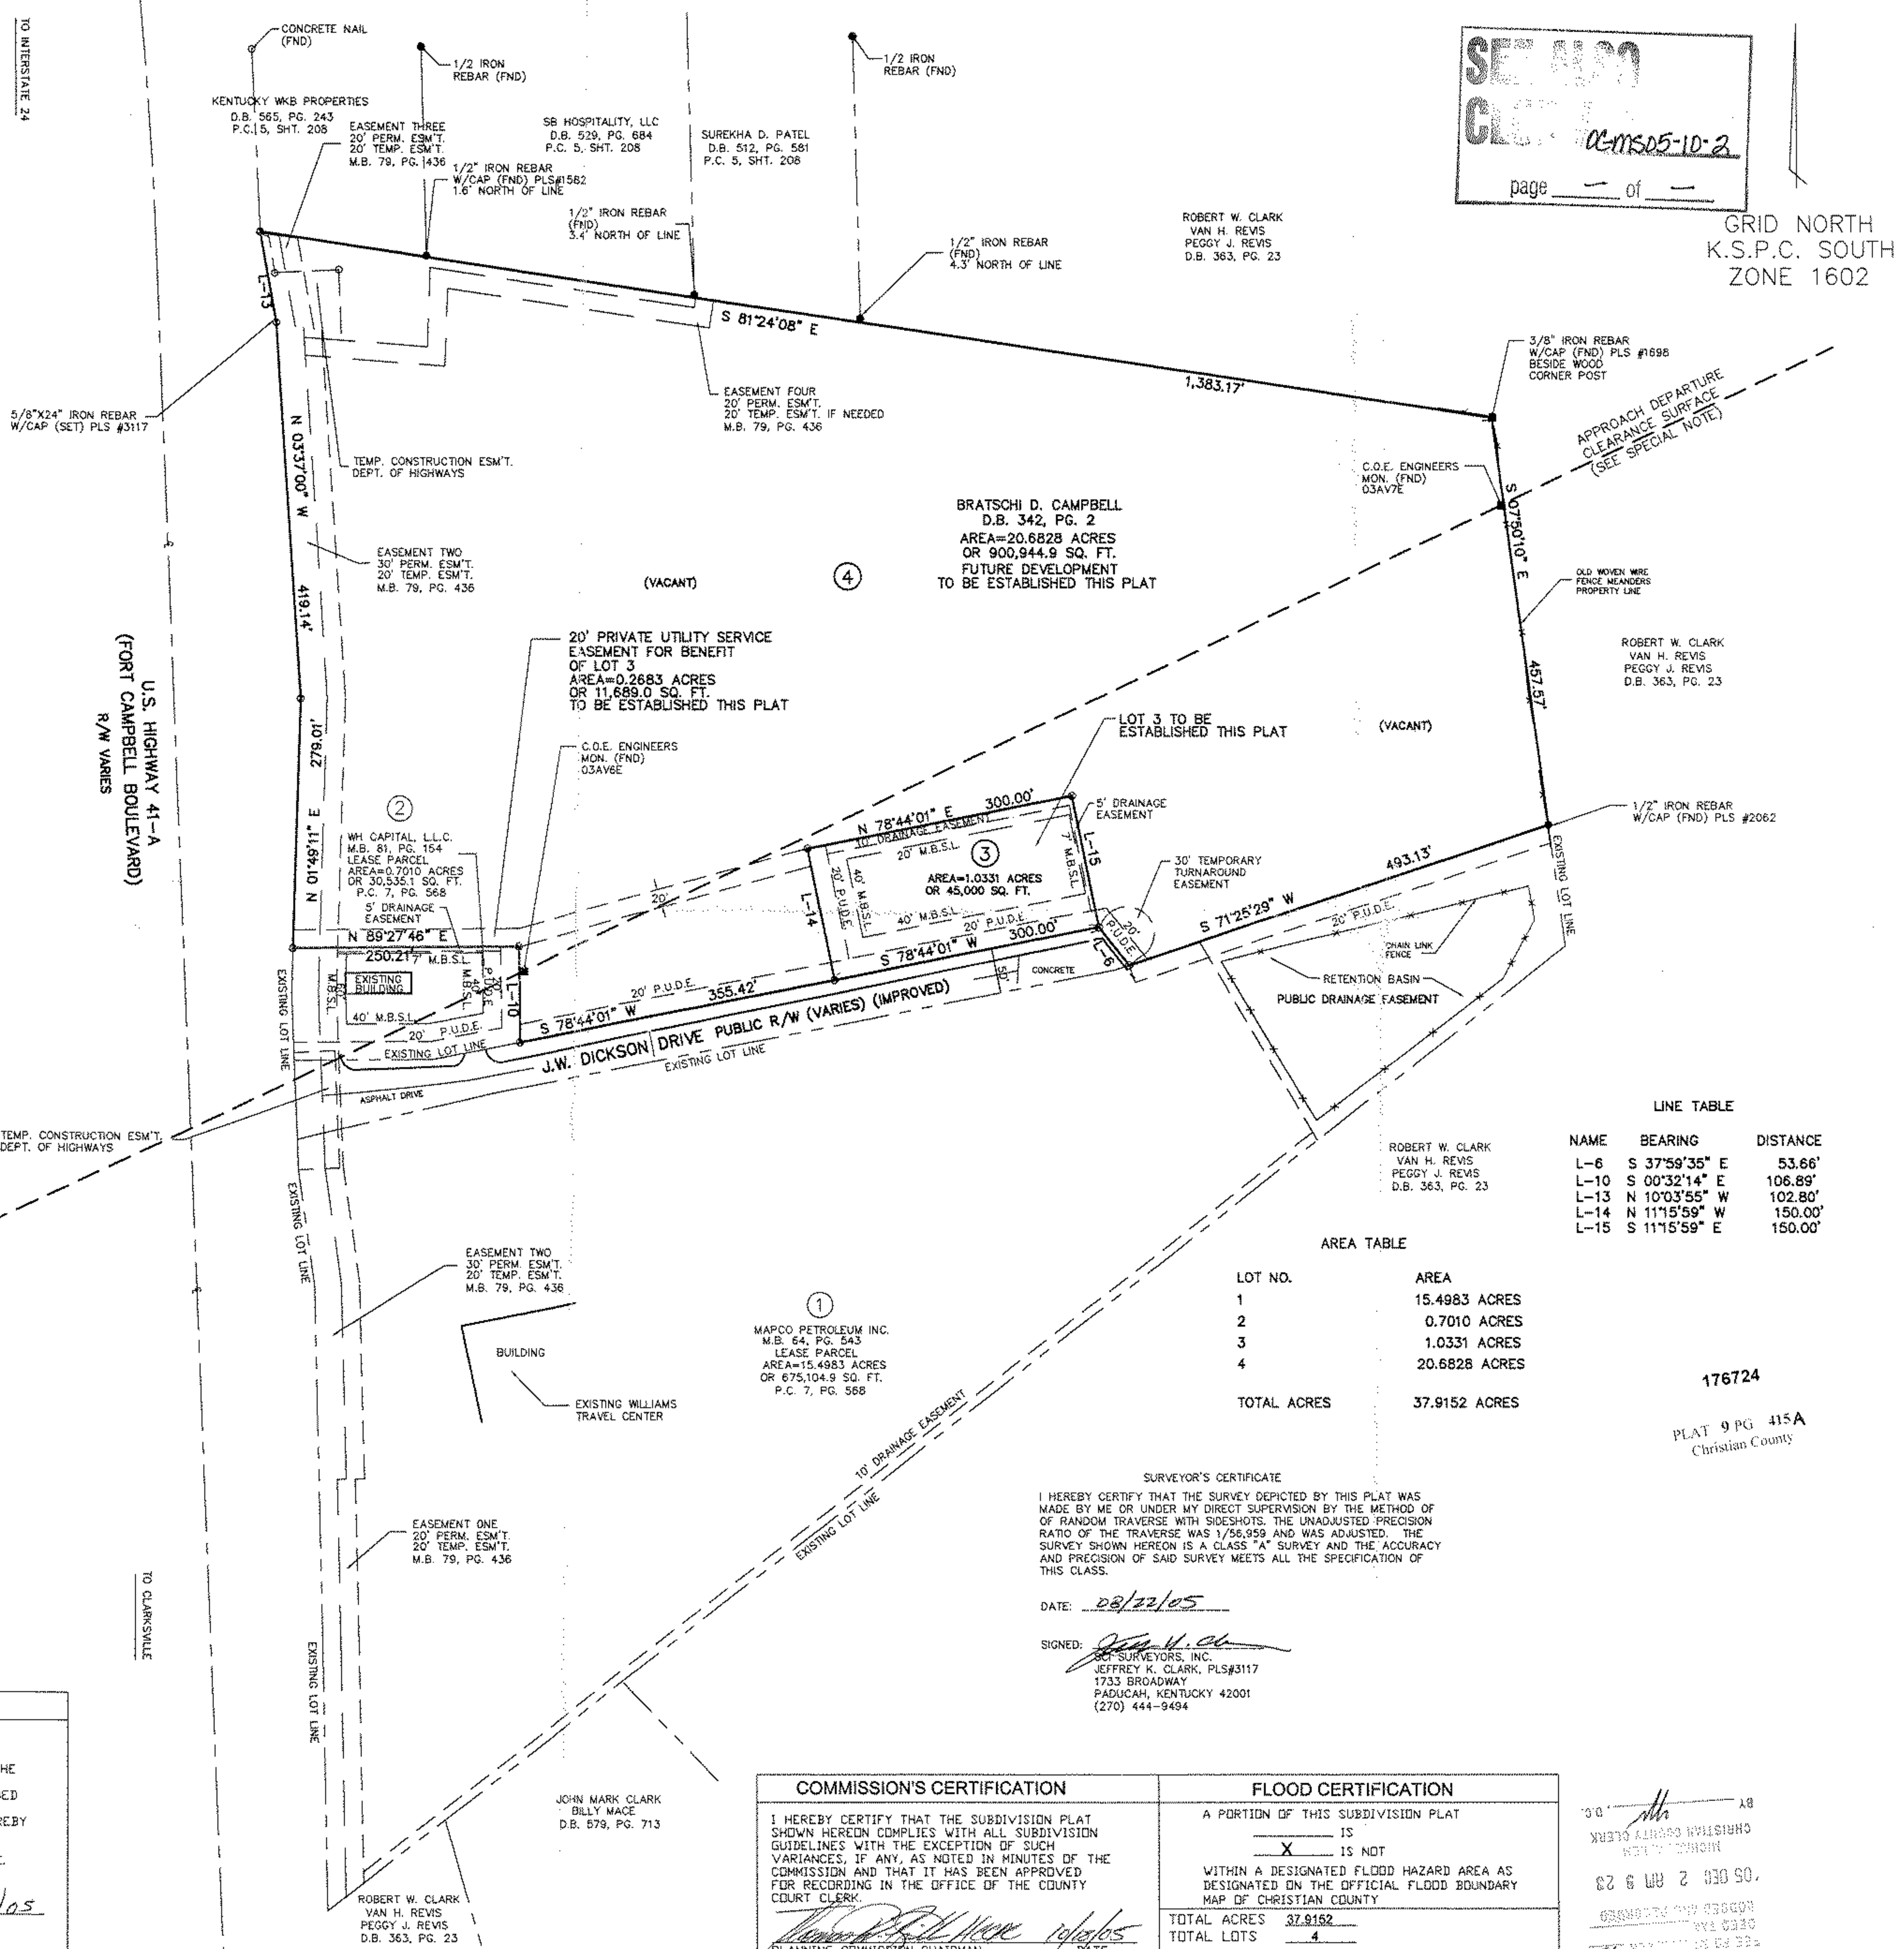 TO INTERSTATE 24
CONCRETE NAIL
(FND)
1/2 IRON
REBAR (FND)
1/2 IRON
REBAR (FND)
SEE ALSO
OC-MS05-10-2
page — of —
GRID NORTH
K.S.P.C. SOUTH
ZONE 1602
KENTUCKY WKB PROPERTIES
D.B. 565, PG. 243
P.C. 5, SHT. 208
EASEMENT THREE
20' PERM. ESM'T.
20' TEMP. ESM'T.
M.B. 79, PG. 436
SB HOSPITALITY, LLC
D.B. 529, PG. 684
P.C. 5, SHT. 208
SUREKHA D. PATEL
D.B. 512, PG. 581
P.C. 5, SHT. 208
1/2" IRON REBAR
W/CAP (FND) PLS#1582
1.6' NORTH OF LINE
1/2" IRON REBAR
(FND)
3.4' NORTH OF LINE
1/2" IRON REBAR
(FND)
4.3' NORTH OF LINE
ROBERT W. CLARK
VAN H. REVIS
PEGGY J. REVIS
D.B. 363, PG. 23
L-13
S 81°24'08" E
1,383.17'
3/8" IRON REBAR
W/CAP (FND) PLS #1698
BESIDE WOOD
CORNER POST
APPROACH DEPARTURE
CLEARANCE SURFACE
(SEE SPECIAL NOTE)
5/8"X24" IRON REBAR
W/CAP (SET) PLS #3117
EASEMENT FOUR
20' PERM. ESM'T.
20' TEMP. ESM'T. IF NEEDED
M.B. 79, PG. 436
N 03°37'00" W
419.14'
TEMP. CONSTRUCTION ESM'T.
DEPT. OF HIGHWAYS
C.O.E. ENGINEERS
MON. (FND)
03AV7E
S 07°50'10" E
457.57'
BRATSCHI D. CAMPBELL
D.B. 342, PG. 2
AREA=20.6828 ACRES
OR 900,944.9 SQ. FT.
FUTURE DEVELOPMENT
TO BE ESTABLISHED THIS PLAT
EASEMENT TWO
30' PERM. ESM'T.
20' TEMP. ESM'T.
M.B. 79, PG. 436
(VACANT)
4
OLD WOVEN WIRE
FENCE MEANDERS
PROPERTY LINE
ROBERT W. CLARK
VAN H. REVIS
PEGGY J. REVIS
D.B. 363, PG. 23
20' PRIVATE UTILITY SERVICE
EASEMENT FOR BENEFIT
OF LOT 3
AREA=0.2683 ACRES
OR 11,689.0 SQ. FT.
TO BE ESTABLISHED THIS PLAT
U.S. HIGHWAY 41-A
(FORT CAMPBELL BOULEVARD)
R/W VARIES
LOT 3 TO BE
ESTABLISHED THIS PLAT
(VACANT)
N 01°49'11" E
279.01'
C.O.E. ENGINEERS
MON. (FND)
03AV6E
2
WH CAPITAL, L.L.C.
M.B. 81, PG. 154
LEASE PARCEL
AREA=0.7010 ACRES
OR 30,535.1 SQ. FT.
P.C. 7, PG. 568
5' DRAINAGE
EASEMENT
N 89°27'46" E
250.21'
7' M.B.S.L.
EXISTING
BUILDING
60'
M.B.S.L.
40'
M.B.S.L.
20'
P.U.D.E.
40' M.B.S.L.
20' P.U.D.E.
L-10
EXISTING LOT LINE
N 78°44'01" E
300.00'
10' DRAINAGE EASEMENT
20' M.B.S.L.
3
AREA=1.0331 ACRES
OR 45,000 SQ. FT.
40' M.B.S.L.
20' P.U.D.E.
40' M.B.S.L.
20' P.U.D.E.
7' M.B.S.L.
L-14
L-15
5' DRAINAGE
EASEMENT
30' TEMPORARY
TURNAROUND
EASEMENT
1/2" IRON REBAR
W/CAP (FND) PLS #2062
S 71°25'29" W
493.13'
20' P.U.D.E.
20'
P.U.D.E.
L-6
S 78°44'01" W
300.00'
20'
20' P.U.D.E.
S 78°44'01" W
355.42'
50'
CONCRETE
J.W. DICKSON DRIVE PUBLIC R/W (VARIES) (IMPROVED)
EXISTING LOT LINE
ASPHALT DRIVE
EXISTING LOT LINE
EXISTING LOT LINE
CHAIN LINK
FENCE
RETENTION BASIN
PUBLIC DRAINAGE EASEMENT
TEMP. CONSTRUCTION ESM'T.
DEPT. OF HIGHWAYS
EXISTING LOT LINE
ROBERT W. CLARK
VAN H. REVIS
PEGGY J. REVIS
D.B. 363, PG. 23
LINE TABLE
NAME BEARING DISTANCE
L-6 S 37°59'35" E 53.66'
L-10 S 00°32'14" E 106.89'
L-13 N 10°03'55" W 102.80'
L-14 N 11°15'59" W 150.00'
L-15 S 11°15'59" E 150.00'
EASEMENT TWO
30' PERM. ESM'T.
20' TEMP. ESM'T.
M.B. 79, PG. 436
BUILDING
EXISTING WILLIAMS
TRAVEL CENTER
1
MAPCO PETROLEUM INC.
M.B. 64, PG. 543
LEASE PARCEL
AREA=15.4983 ACRES
OR 675,104.9 SQ. FT.
P.C. 7, PG. 568
AREA TABLE
LOT NO. AREA
1 15.4983 ACRES
2 0.7010 ACRES
3 1.0331 ACRES
4 20.6828 ACRES
TOTAL ACRES 37.9152 ACRES
176724
PLAT 9 PG 415A
Christian County
10' DRAINAGE EASEMENT
EXISTING LOT LINE
EASEMENT ONE
20' PERM. ESM'T.
20' TEMP. ESM'T.
M.B. 79, PG. 436
TO CLARKSVILLE
EXISTING LOT LINE
SURVEYOR'S CERTIFICATE
I HEREBY CERTIFY THAT THE SURVEY DEPICTED BY THIS PLAT WAS
MADE BY ME OR UNDER MY DIRECT SUPERVISION BY THE METHOD OF
OF RANDOM TRAVERSE WITH SIDESHOTS. THE UNADJUSTED PRECISION
RATIO OF THE TRAVERSE WAS 1/56,959 AND WAS ADJUSTED. THE
SURVEY SHOWN HEREON IS A CLASS "A" SURVEY AND THE ACCURACY
AND PRECISION OF SAID SURVEY MEETS ALL THE SPECIFICATION OF
THIS CLASS.
DATE: 08/22/05
SIGNED:
SURVEYORS, INC.
JEFFREY K. CLARK, PLS#3117
1733 BROADWAY
PADUCAH, KENTUCKY 42001
(270) 444-9494
HE
ED
REBY
/05
JOHN MARK CLARK
BILLY MACE
D.B. 579, PG. 713
ROBERT W. CLARK
VAN H. REVIS
PEGGY J. REVIS
D.B. 363, PG. 23
COMMISSION'S CERTIFICATION
I HEREBY CERTIFY THAT THE SUBDIVISION PLAT
SHOWN HEREON COMPLIES WITH ALL SUBDIVISION
GUIDELINES WITH THE EXCEPTION OF SUCH
VARIANCES, IF ANY, AS NOTED IN MINUTES OF THE
COMMISSION AND THAT IT HAS BEEN APPROVED
FOR RECORDING IN THE OFFICE OF THE COUNTY
COURT CLERK.
PLANNING COMMISSION CHAIRMAN DATE
FLOOD CERTIFICATION
A PORTION OF THIS SUBDIVISION PLAT
IS
X IS NOT
WITHIN A DESIGNATED FLOOD HAZARD AREA AS
DESIGNATED ON THE OFFICIAL FLOOD BOUNDARY
MAP OF CHRISTIAN COUNTY
TOTAL ACRES 37.9152
TOTAL LOTS 4
BY D.C.
CHRISTIAN COUNTY CLERK
'05 DEC 2 AM 9 23